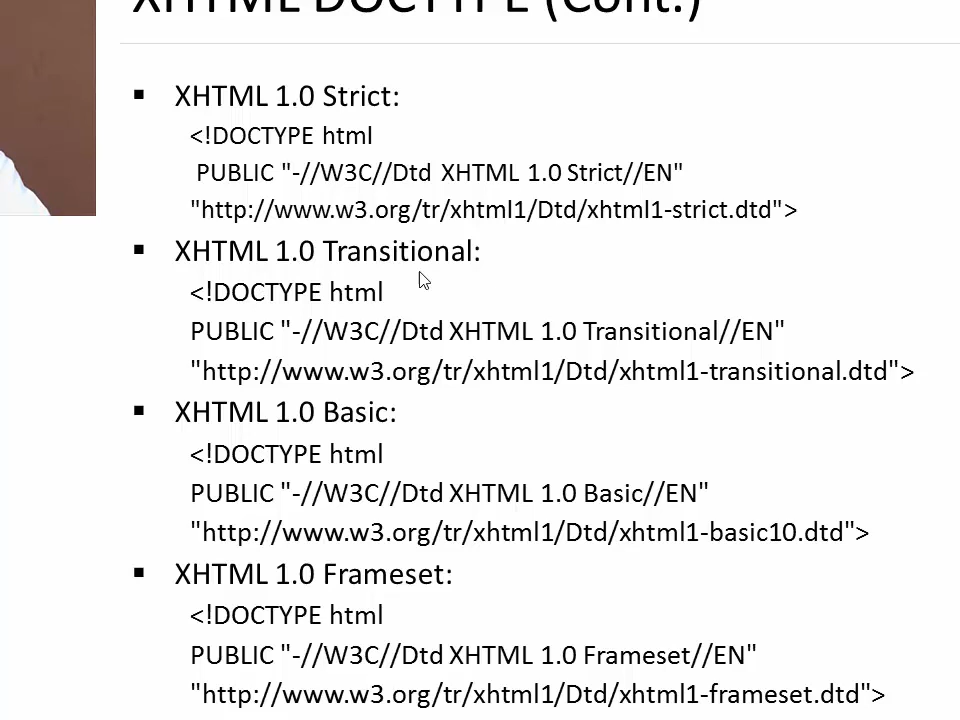 XHTML DOCTYPE (Cont.)
▪ XHTML 1.0 Strict:
<!DOCTYPE html
PUBLIC "-//W3C//Dtd XHTML 1.0 Strict//EN"
"http://www.w3.org/tr/xhtml1/Dtd/xhtml1-strict.dtd">
▪ XHTML 1.0 Transitional:
<!DOCTYPE html
PUBLIC "-//W3C//Dtd XHTML 1.0 Transitional//EN"
"http://www.w3.org/tr/xhtml1/Dtd/xhtml1-transitional.dtd">
▪ XHTML 1.0 Basic:
<!DOCTYPE html
PUBLIC "-//W3C//Dtd XHTML 1.0 Basic//EN"
"http://www.w3.org/tr/xhtml1/Dtd/xhtml1-basic10.dtd">
▪ XHTML 1.0 Frameset:
<!DOCTYPE html
PUBLIC "-//W3C//Dtd XHTML 1.0 Frameset//EN"
"http://www.w3.org/tr/xhtml1/Dtd/xhtml1-frameset.dtd">